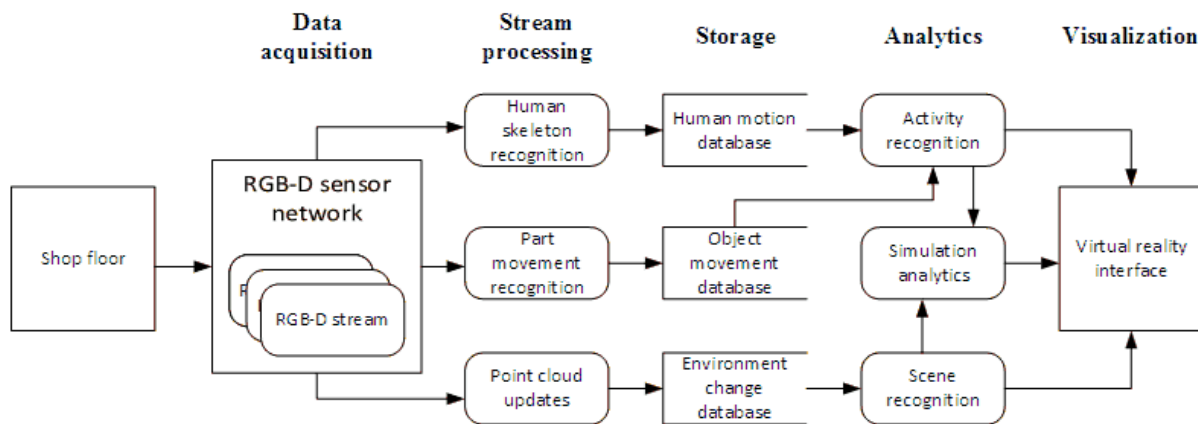 Data
acquisition
Stream
processing
Storage
Analytics
Visualization
Human
skeleton
recognition
Human motion
database
Activity
recognition
RGB-D sensor
network
Shop floor
Part
movement
recognition
Object
movement
database
Simulation
analytics
Virtual reality
interface
R
RGB-D stream
Point cloud
updates
Environment
change
database
Scene
recognition